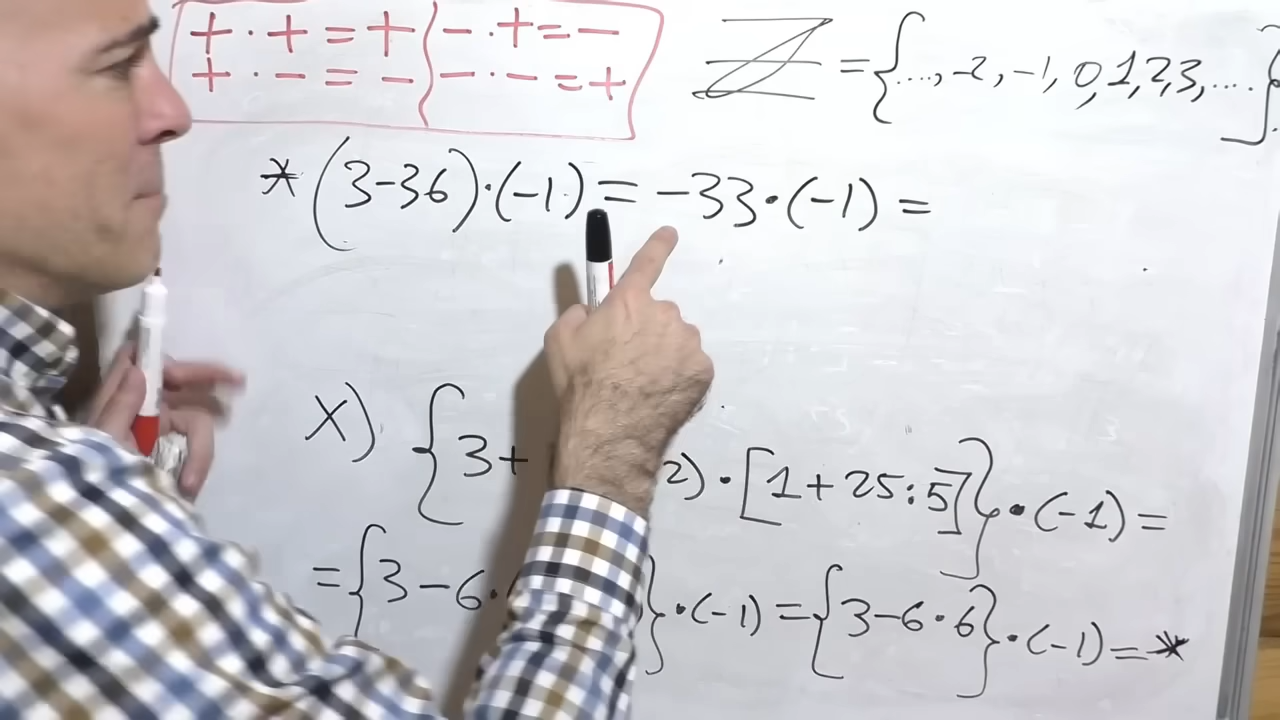 + · + = + { - · + = -
+ · - = - { - · - = +
ℤ = {...., -2, -1, 0, 1, 2, 3, ....}
* (3-36)·(-1) = -33·(-1) =
X) {3+ 2)·[1+25:5]}·(-1)=
={3-6· }·(-1)={3-6·6}·(-1)=*